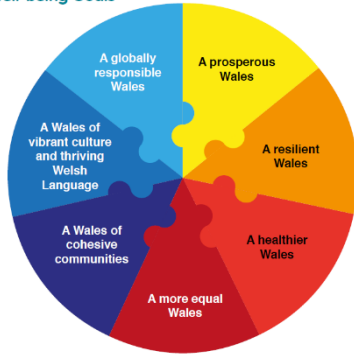 A prosperous
Wales
A resilient
Wales
A healthier
Wales
A more equal
Wales
A Wales of
cohesive
communities
A Wales of
vibrant culture
and thriving
Welsh
Language
A globally
responsible
Wales